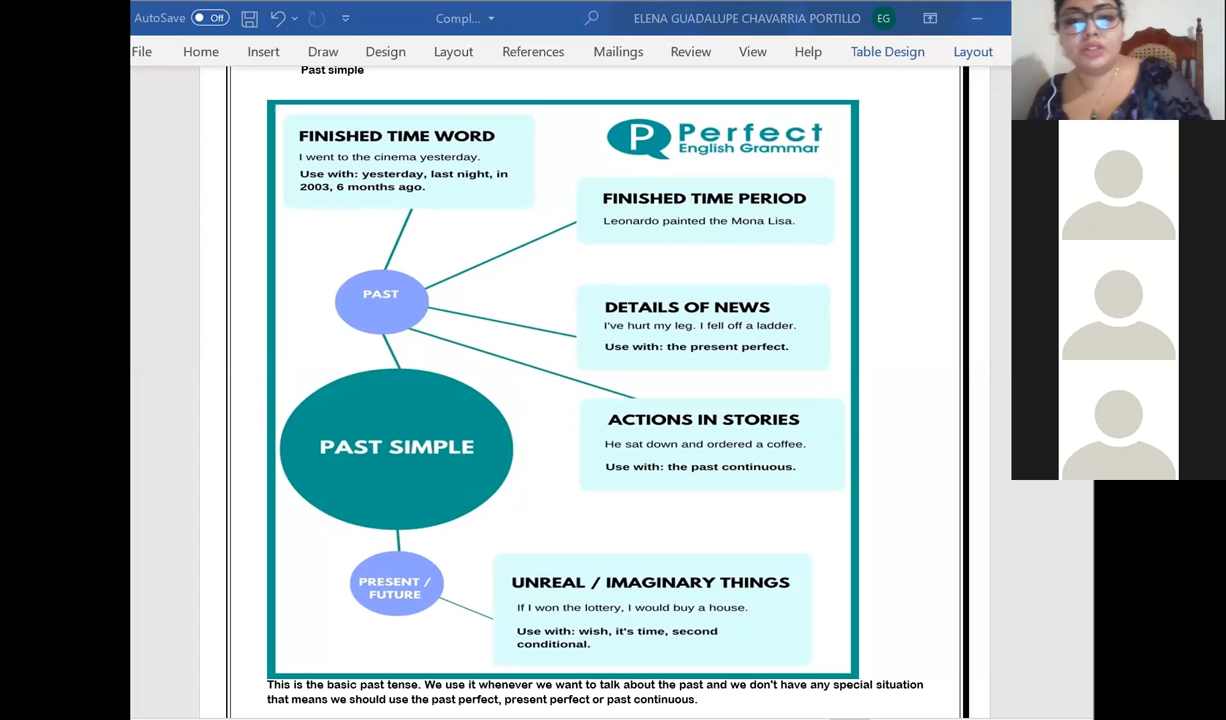 AutoSave Off Compl... ELENA GUADALUPE CHAVARRIA PORTILLO EG
File Home Insert Draw Design Layout References Mailings Review View Help Table Design Layout
Past simple
FINISHED TIME WORD
I went to the cinema yesterday.
Use with: yesterday, last night, in
2003, 6 months ago.
P Perfect
English Grammar
FINISHED TIME PERIOD
Leonardo painted the Mona Lisa.
PAST
DETAILS OF NEWS
I've hurt my leg. I fell off a ladder.
Use with: the present perfect.
ACTIONS IN STORIES
He sat down and ordered a coffee.
Use with: the past continuous.
PAST SIMPLE
PRESENT /
FUTURE
UNREAL / IMAGINARY THINGS
If I won the lottery, I would buy a house.
Use with: wish, it's time, second
conditional.
This is the basic past tense. We use it whenever we want to talk about the past and we don't have any special situation
that means we should use the past perfect, present perfect or past continuous.